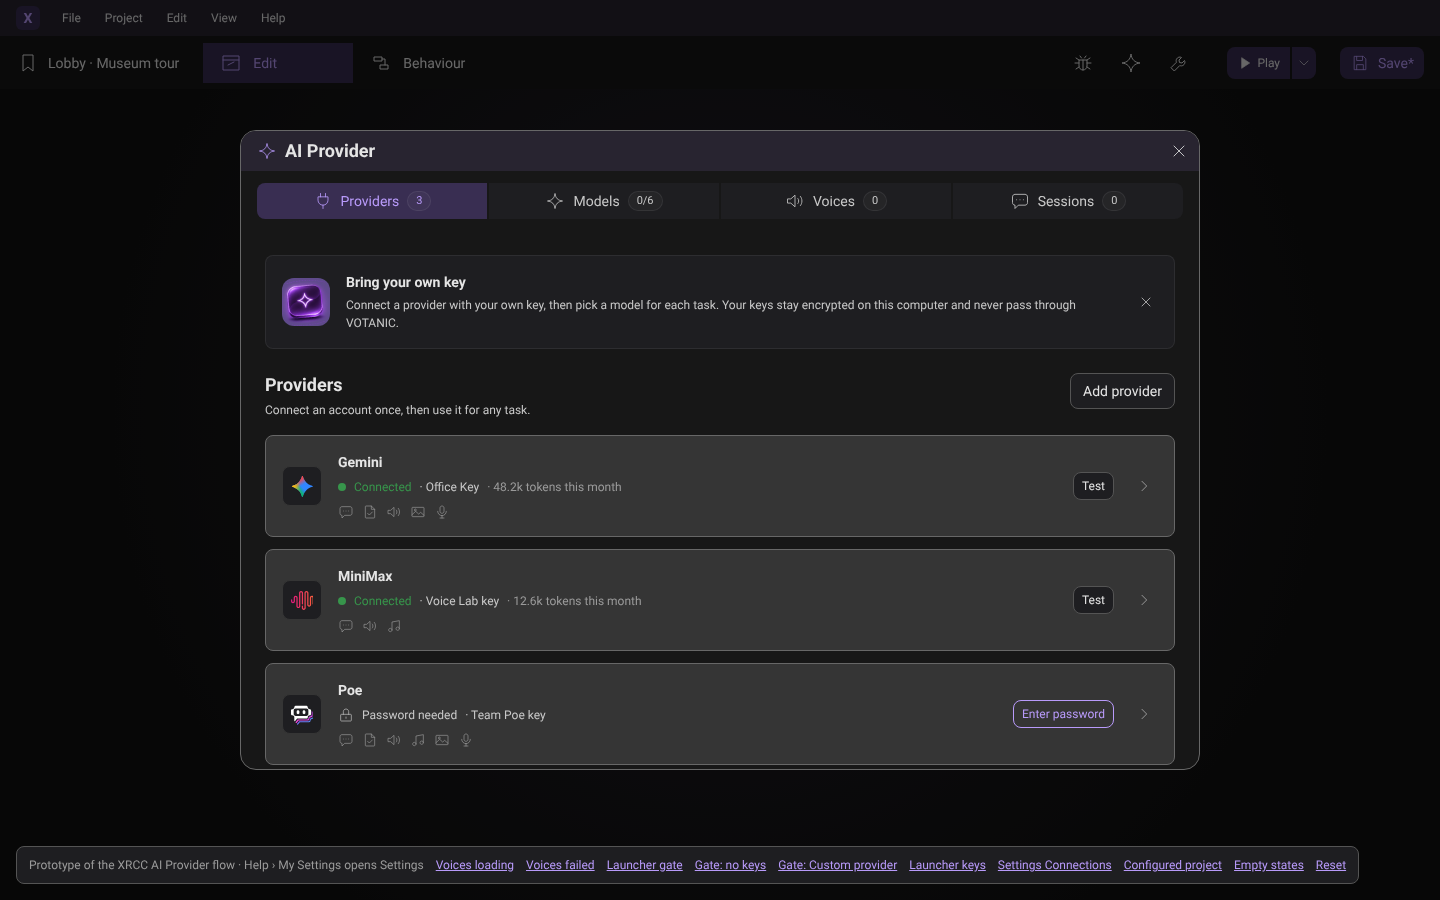 X File Project Edit View Help
Lobby · Museum tour Edit Behaviour Play Save*
AI Provider
Providers 3 Models 0/6 Voices 0 Sessions 0
Bring your own key
Connect a provider with your own key, then pick a model for each task. Your keys stay encrypted on this computer and never pass through
VOTANIC.
Providers
Add provider
Connect an account once, then use it for any task.
Gemini
Connected · Office Key · 48.2k tokens this month
Test
MiniMax
Connected · Voice Lab key · 12.6k tokens this month
Test
Poe
Password needed · Team Poe key
Enter password
Prototype of the XRCC AI Provider flow · Help › My Settings opens Settings Voices loading Voices failed Launcher gate Gate: no keys Gate: Custom provider Launcher keys Settings Connections Configured project Empty states Reset